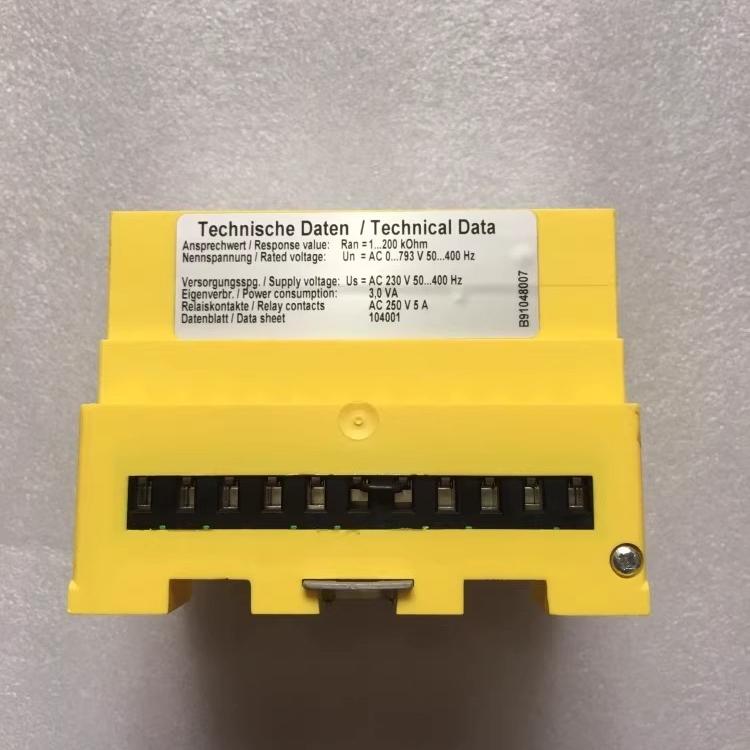 Technische Daten / Technical Data
Ansprechwert / Response value: Ran = 1...200 kOhm
Nennspannung / Rated voltage: Un = AC 0...793 V 50...400 Hz
Versorgungsspg. / Supply voltage: Us = AC 230 V 50...400 Hz
Eigenverbr. / Power consumption: 3,0 VA
Relaiskontakte / Relay contacts AC 250 V 5 A
Datenblatt / Data sheet 104001
B91048007